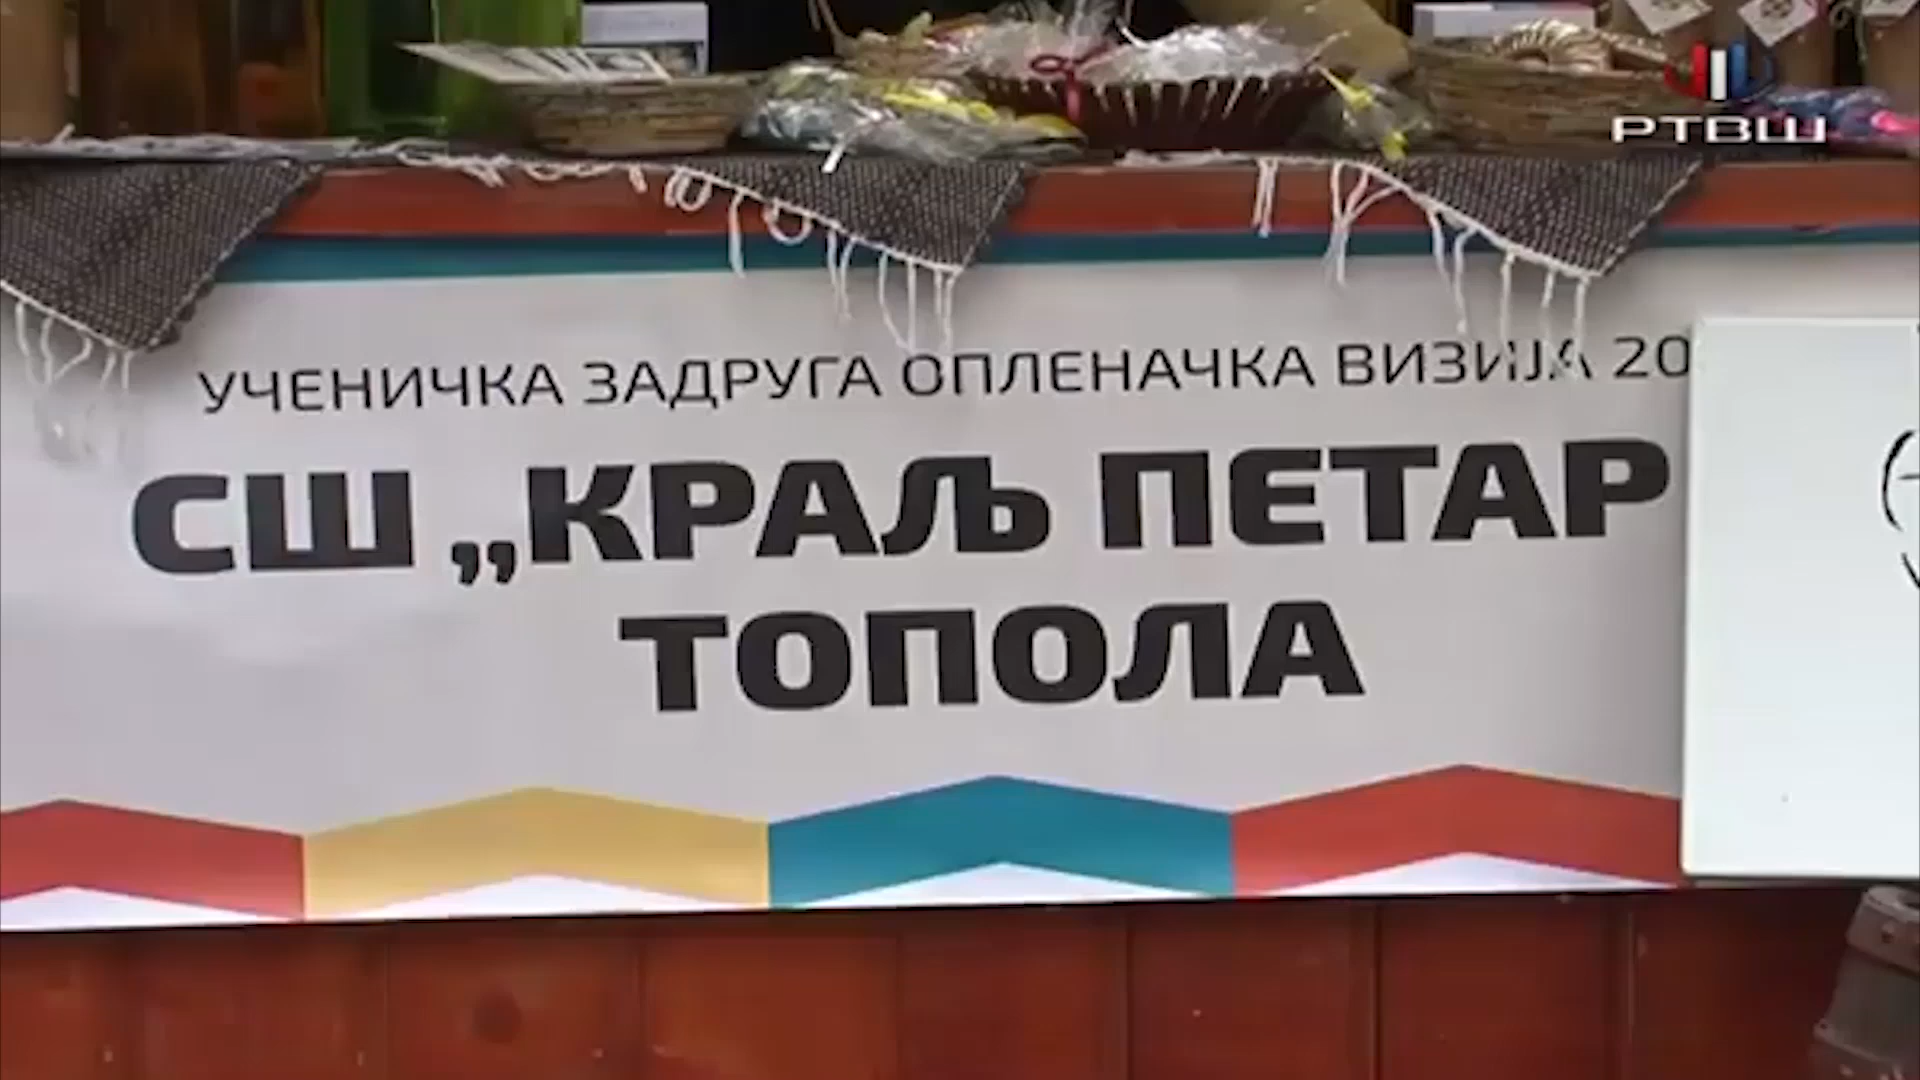 РТВШ
УЧЕНИЧКА ЗАДРУГА ОПЛЕНАЧКА ВИЗИЈА 20
СШ „КРАЉ ПЕТАР
ТОПОЛА